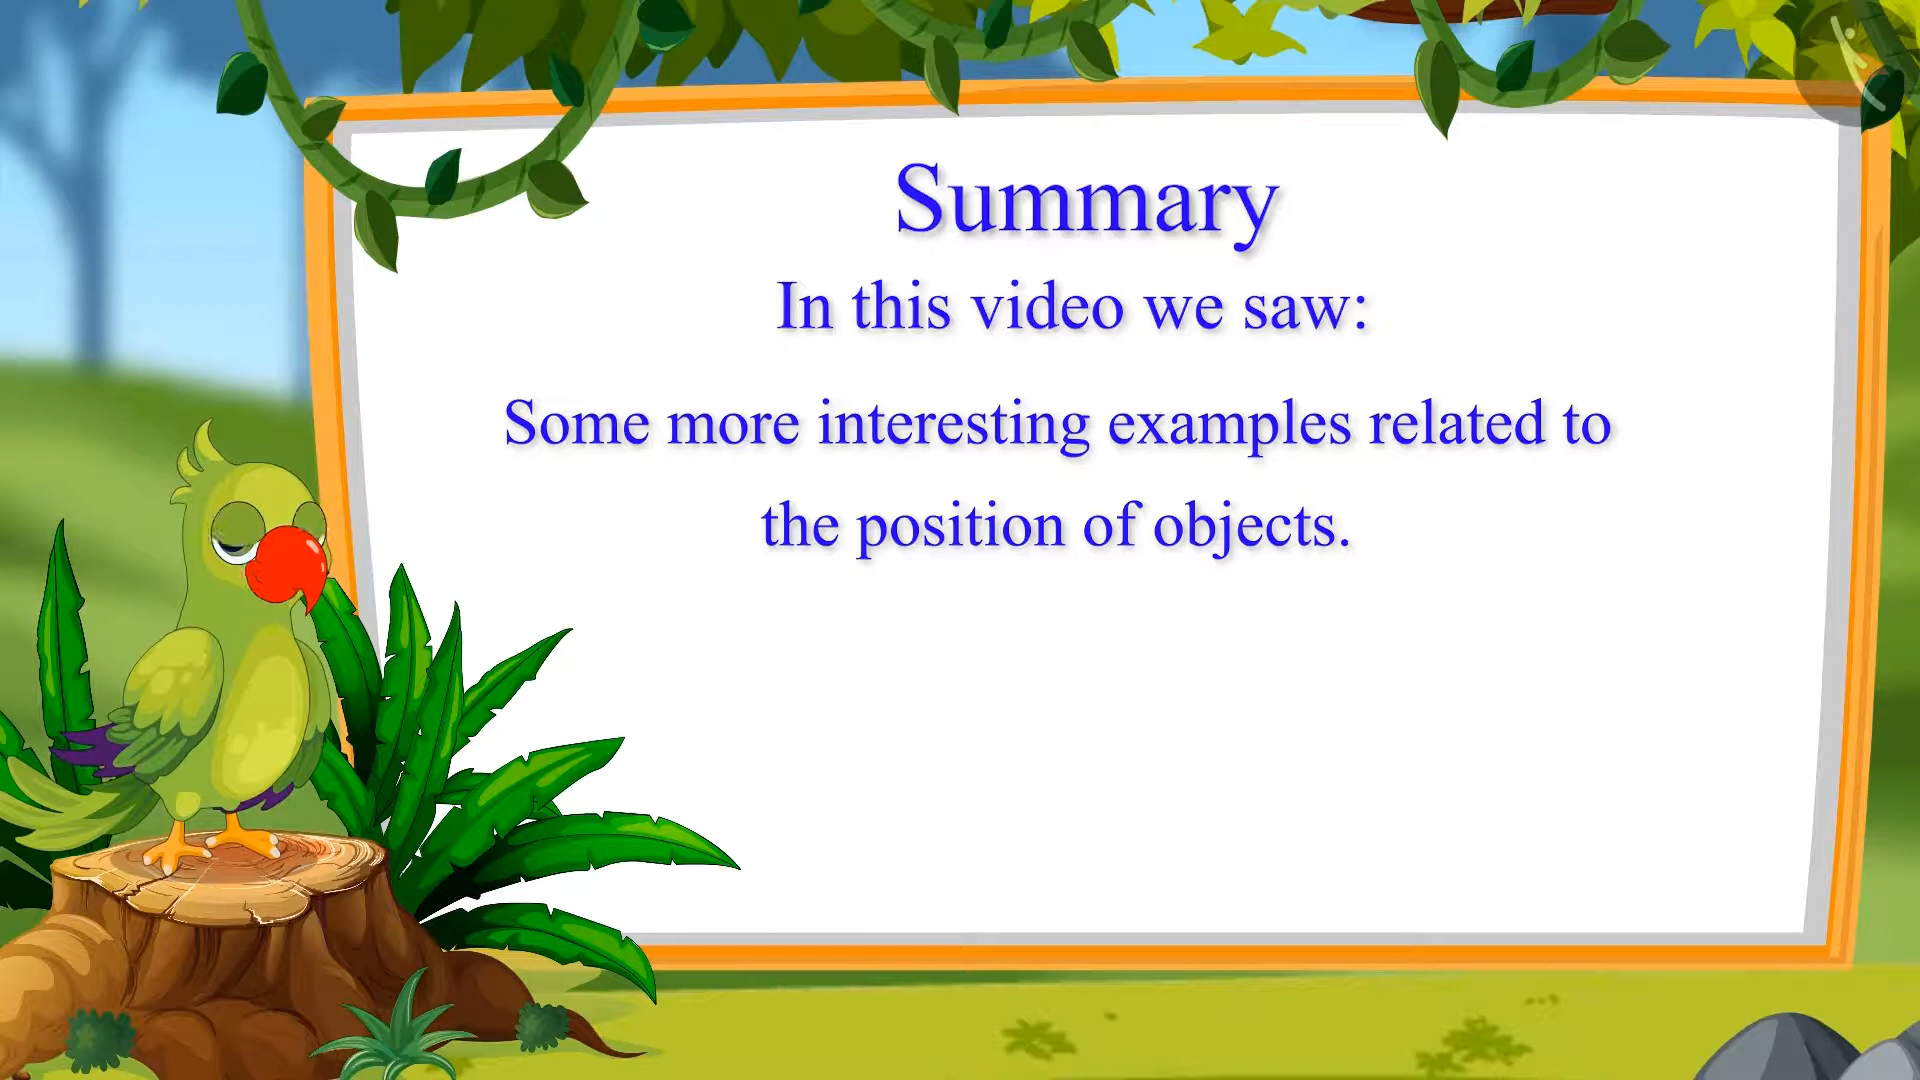 Summary
In this video we saw:
Some more interesting examples related to
the position of objects.